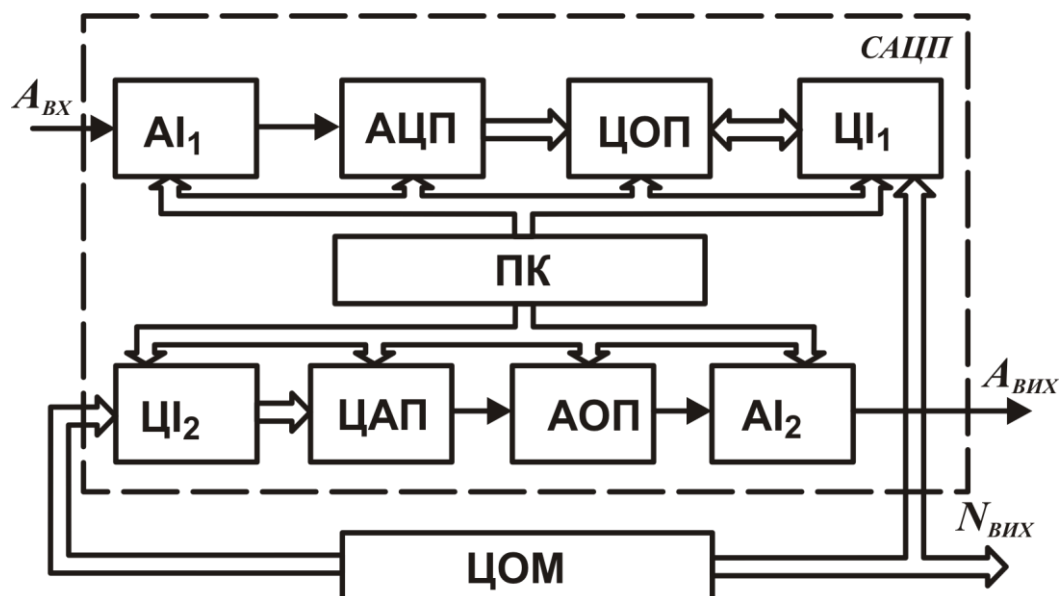 САЦП
A_ВХ
АІ₁
АЦП
ЦОП
ЦІ₁
ПК
ЦІ₂
ЦАП
АОП
АІ₂
A_ВИХ
N_ВИХ
ЦОМ